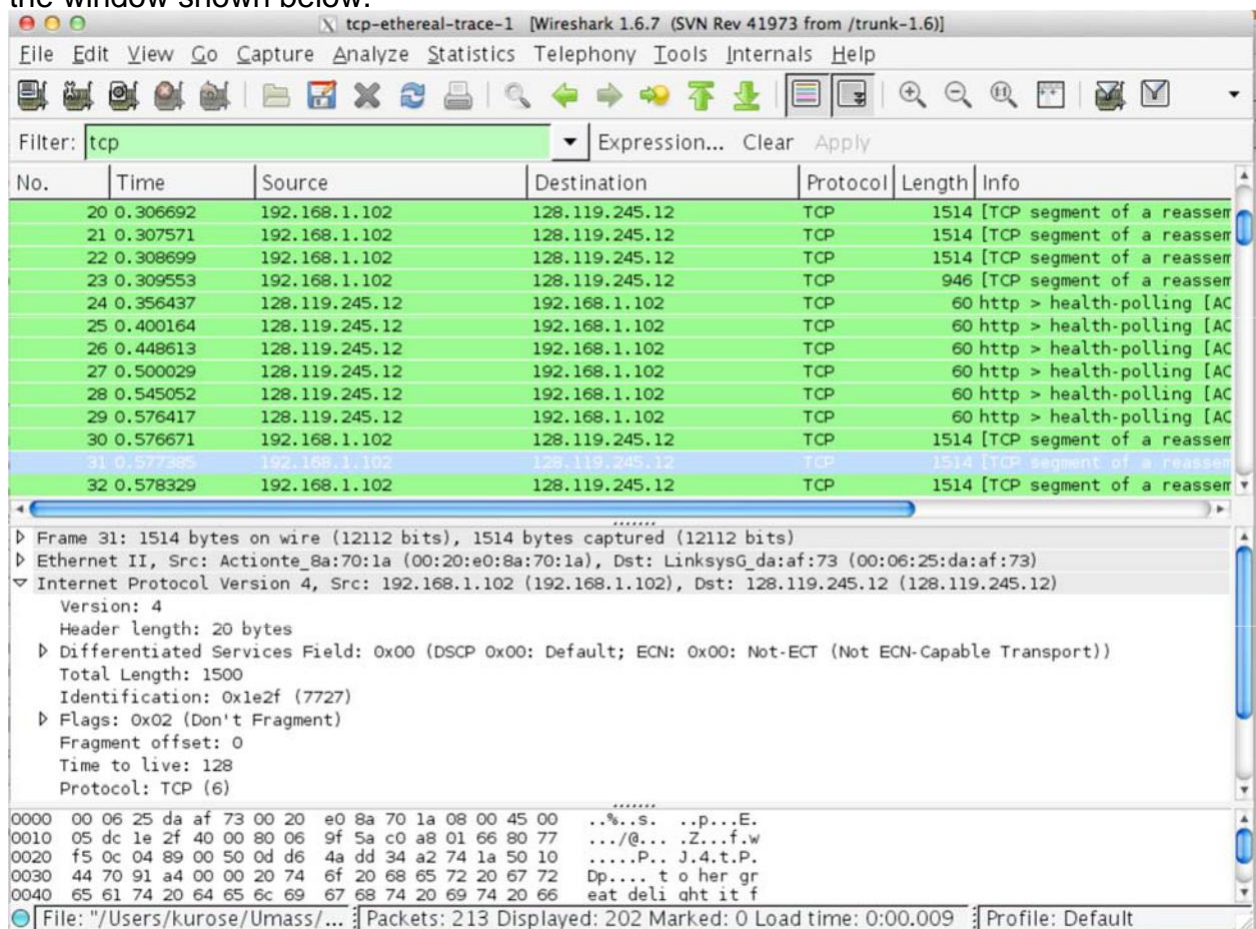 the window shown below.
tcp-ethereal-trace-1 [Wireshark 1.6.7 (SVN Rev 41973 from /trunk-1.6)]
File Edit View Go Capture Analyze Statistics Telephony Tools Internals Help
Filter: tcp Expression... Clear Apply
No. Time Source Destination Protocol Length Info
20 0.306692 192.168.1.102 128.119.245.12 TCP 1514 [TCP segment of a reassem
21 0.307571 192.168.1.102 128.119.245.12 TCP 1514 [TCP segment of a reassem
22 0.308699 192.168.1.102 128.119.245.12 TCP 1514 [TCP segment of a reassem
23 0.309553 192.168.1.102 128.119.245.12 TCP 946 [TCP segment of a reassem
24 0.356437 128.119.245.12 192.168.1.102 TCP 60 http > health-polling [AC
25 0.400164 128.119.245.12 192.168.1.102 TCP 60 http > health-polling [AC
26 0.448613 128.119.245.12 192.168.1.102 TCP 60 http > health-polling [AC
27 0.500029 128.119.245.12 192.168.1.102 TCP 60 http > health-polling [AC
28 0.545052 128.119.245.12 192.168.1.102 TCP 60 http > health-polling [AC
29 0.576417 128.119.245.12 192.168.1.102 TCP 60 http > health-polling [AC
30 0.576671 192.168.1.102 128.119.245.12 TCP 1514 [TCP segment of a reassem
31 0.577385 192.168.1.102 128.119.245.12 TCP 1514 [TCP segment of a reassem
32 0.578329 192.168.1.102 128.119.245.12 TCP 1514 [TCP segment of a reassem
Frame 31: 1514 bytes on wire (12112 bits), 1514 bytes captured (12112 bits)
Ethernet II, Src: Actionte_8a:70:1a (00:20:e0:8a:70:1a), Dst: LinksysG_da:af:73 (00:06:25:da:af:73)
Internet Protocol Version 4, Src: 192.168.1.102 (192.168.1.102), Dst: 128.119.245.12 (128.119.245.12)
Version: 4
Header length: 20 bytes
Differentiated Services Field: 0x00 (DSCP 0x00: Default; ECN: 0x00: Not-ECT (Not ECN-Capable Transport))
Total Length: 1500
Identification: 0x1e2f (7727)
Flags: 0x02 (Don't Fragment)
Fragment offset: 0
Time to live: 128
Protocol: TCP (6)
0000 00 06 25 da af 73 00 20 e0 8a 70 1a 08 00 45 00 ..%..s. ..p...E.
0010 05 dc 1e 2f 40 00 80 06 9f 5a c0 a8 01 66 80 77 .../@... .Z...f.w
0020 f5 0c 04 89 00 50 0d d6 4a dd 34 a2 74 1a 50 10 .....P.. J.4.t.P.
0030 44 70 91 a4 00 00 20 74 6f 20 68 65 72 20 67 72 Dp.... t o her gr
0040 65 61 74 20 64 65 6c 69 67 68 74 20 69 74 20 66 eat deli ght it f
File: "/Users/kurose/Umass/... Packets: 213 Displayed: 202 Marked: 0 Load time: 0:00.009 Profile: Default